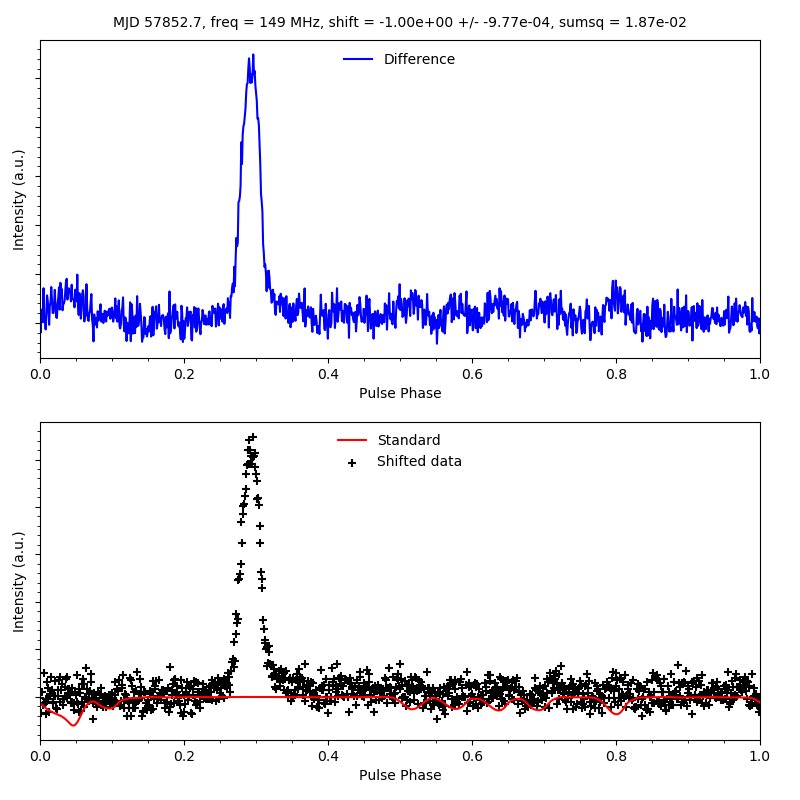 MJD 57852.7, freq = 149 MHz, shift = -1.00e+00 +/- -9.77e-04, sumsq = 1.87e-02
Difference
Intensity (a.u.)
0.0 0.2 0.4 0.6 0.8 1.0
Pulse Phase
Standard
Shifted data
Intensity (a.u.)
0.0 0.2 0.4 0.6 0.8 1.0
Pulse Phase